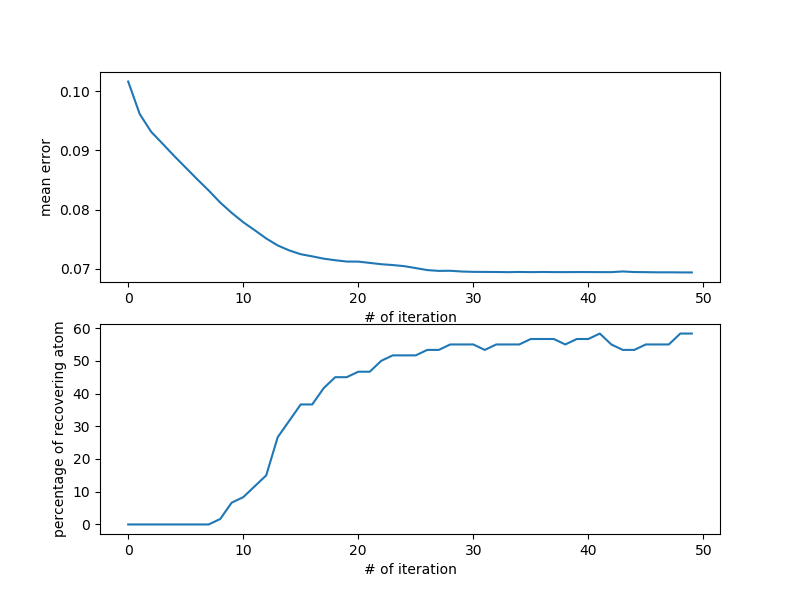 mean error
0.10
0.09
0.08
0.07
0 10 20 30 40 50
# of iteration
percentage of recovering atom
60
50
40
30
20
10
0
0 10 20 30 40 50
# of iteration